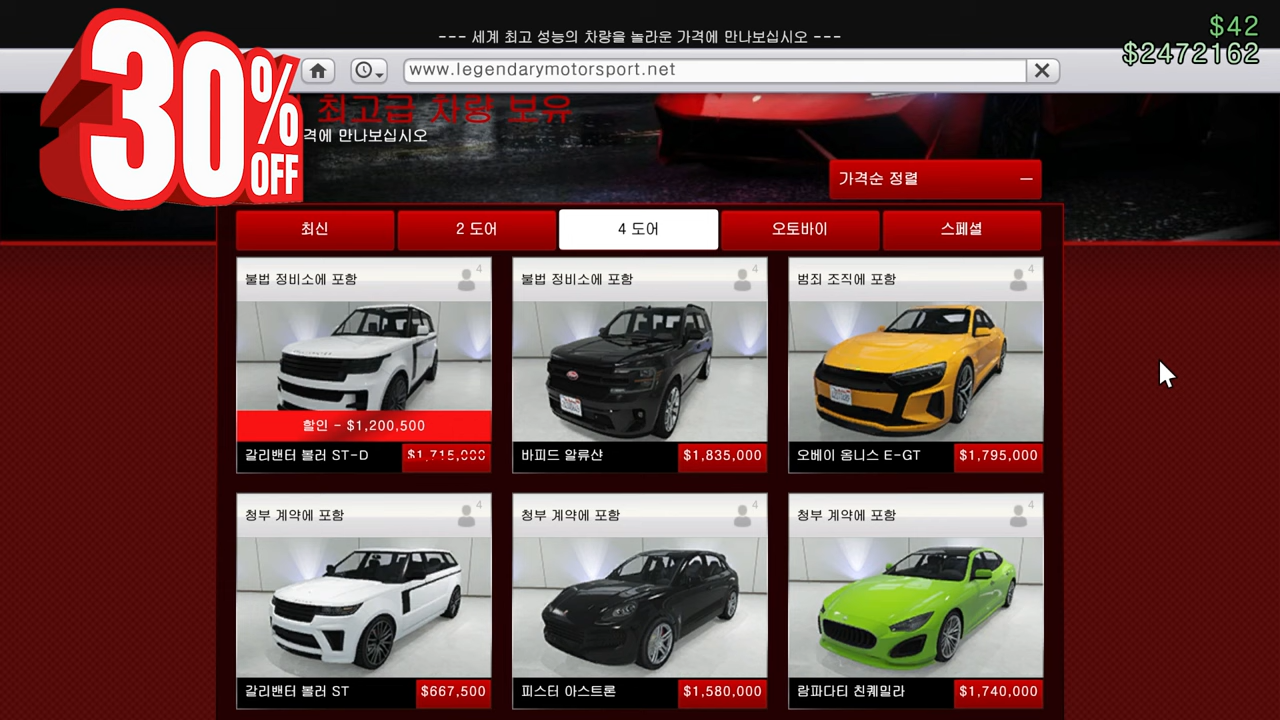 --- 세계 최고 성능의 차량을 놀라운 가격에 만나보십시오 ---
$42
$2472162
www.legendarymotorsport.net
30% OFF
최고급 차량 보유
격에 만나보십시오
가격순 정렬
최신
2 도어
4 도어
오토바이
스페셜
불법 정비소에 포함
4
불법 정비소에 포함
4
범죄 조직에 포함
4
할인 - $1,200,500
갈리밴터 볼러 ST-D
$1,715,000
바피드 알류샨
$1,835,000
오베이 옴니스 E-GT
$1,795,000
청부 계약에 포함
4
청부 계약에 포함
4
청부 계약에 포함
4
갈리밴터 볼러 ST
$667,500
피스터 아스트론
$1,580,000
람파다티 친퀘밀라
$1,740,000